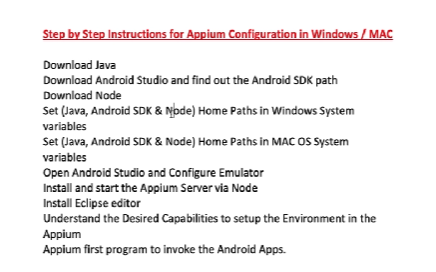 Step by Step Instructions for Appium Configuration in Windows / MAC
Download Java
Download Android Studio and find out the Android SDK path
Download Node
Set (Java, Android SDK & Node) Home Paths in Windows System
variables
Set (Java, Android SDK & Node) Home Paths in MAC OS System
variables
Open Android Studio and Configure Emulator
Install and start the Appium Server via Node
Install Eclipse editor
Understand the Desired Capabilities to setup the Environment in the
Appium
Appium first program to invoke the Android Apps.